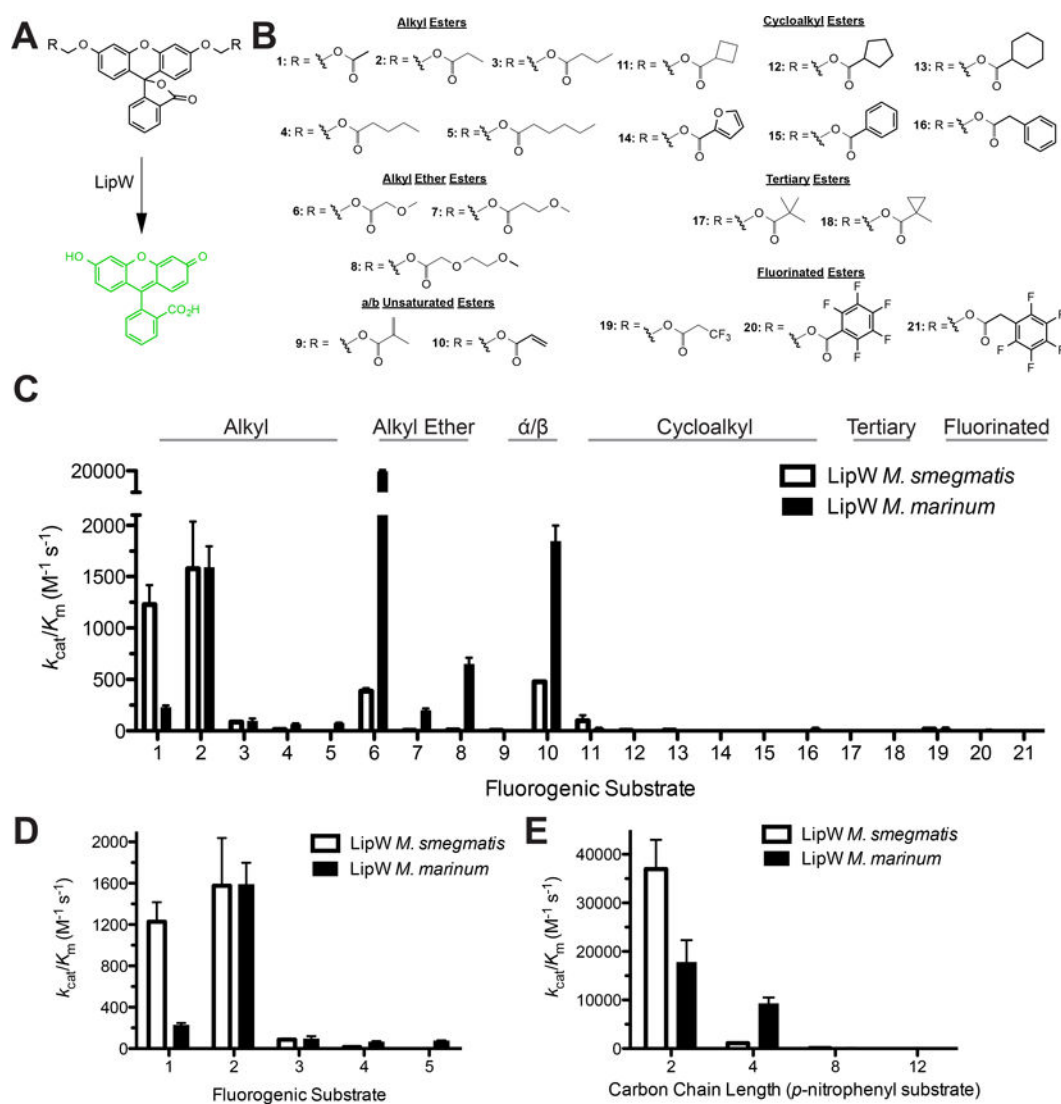 A
R
O
O
O
R
O
O
LipW
HO
O
O
CO2H
B
Alkyl Esters
1: R = O O
2: R = O O
3: R = O O
4: R = O O
5: R = O O
Alkyl Ether Esters
6: R = O O O
7: R = O O O
8: R = O O O O
a/b Unsaturated Esters
9: R = O O
10: R = O O
Cycloalkyl Esters
11: R = O O
12: R = O O
13: R = O O
14: R = O O O
15: R = O O
16: R = O O
Tertiary Esters
17: R = O O
18: R = O O
Fluorinated Esters
19: R = O O CF3
20: R = O O F F F F F
21: R = O O F F F F F
C
Alkyl
Alkyl Ether
ά/β
Cycloalkyl
Tertiary
Fluorinated
LipW M. smegmatis
LipW M. marinum
kcat/Km (M-1 s-1)
20000
2000
1500
1000
500
0
1 2 3 4 5 6 7 8 9 10 11 12 13 14 15 16 17 18 19 20 21
Fluorogenic Substrate
D
LipW M. smegmatis
LipW M. marinum
kcat/Km (M-1 s-1)
2000
1600
1200
800
400
0
1 2 3 4 5
Fluorogenic Substrate
E
LipW M. smegmatis
LipW M. marinum
kcat/Km (M-1 s-1)
40000
30000
20000
10000
0
2 4 8 12
Carbon Chain Length (p-nitrophenyl substrate)